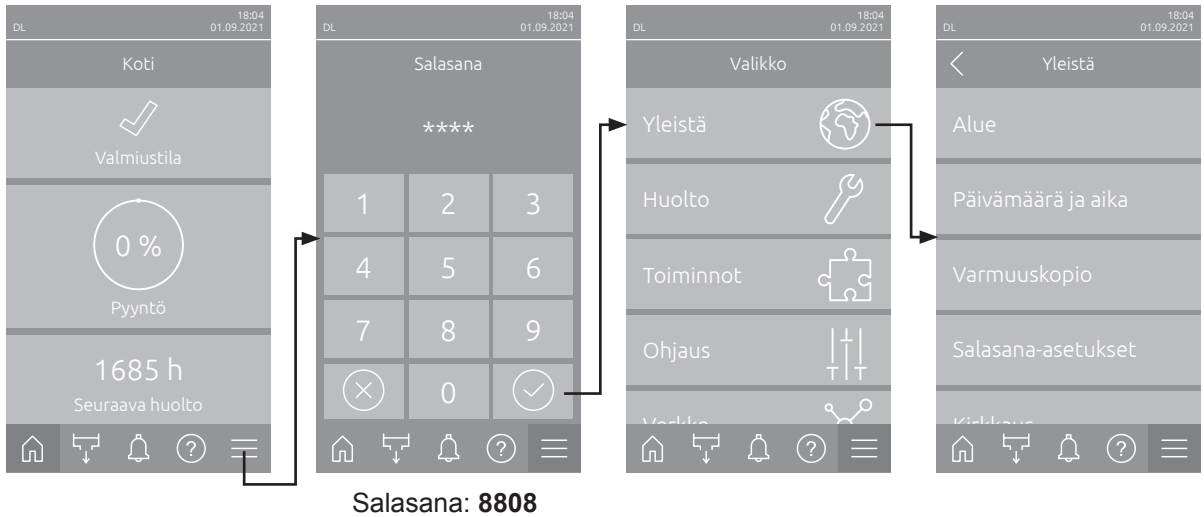 18:04
DL 01.09.2021
Koti
Valmiustila
0 %
Pyyntö
1685 h
Seuraava huolto
?
18:04
DL 01.09.2021
Salasana
****
1 2 3
4 5 6
7 8 9
0
?
Salasana: 8808
18:04
DL 01.09.2021
Valikko
Yleistä
Huolto
Toiminnot
Ohjaus
Verkko
?
18:04
DL 01.09.2021
Yleistä
Alue
Päivämäärä ja aika
Varmuuskopio
Salasana-asetukset
Kirkkaus
?